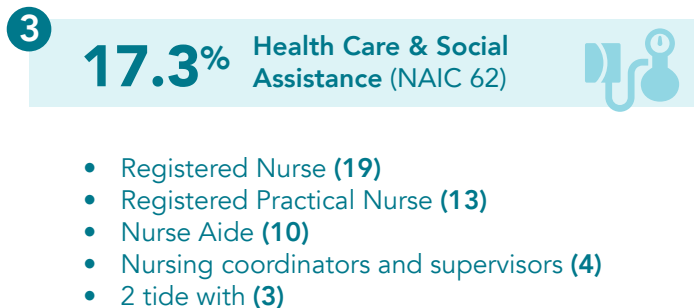 3
17.3% Health Care & Social
Assistance (NAIC 62)
• Registered Nurse (19)
• Registered Practical Nurse (13)
• Nurse Aide (10)
• Nursing coordinators and supervisors (4)
• 2 tide with (3)